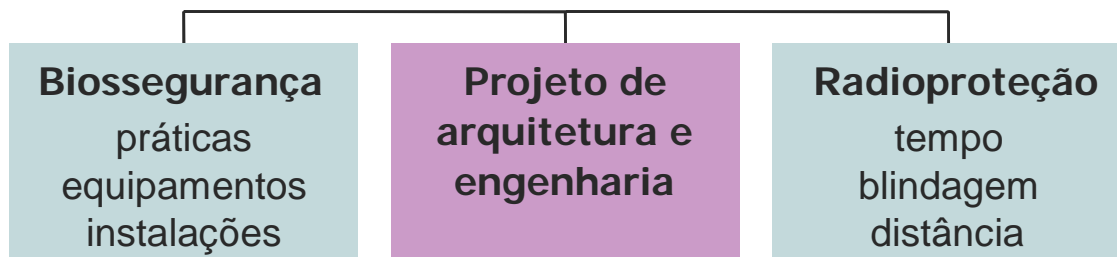 Biossegurança
práticas
equipamentos
instalações
Projeto de
arquitetura e
engenharia
Radioproteção
tempo
blindagem
distância